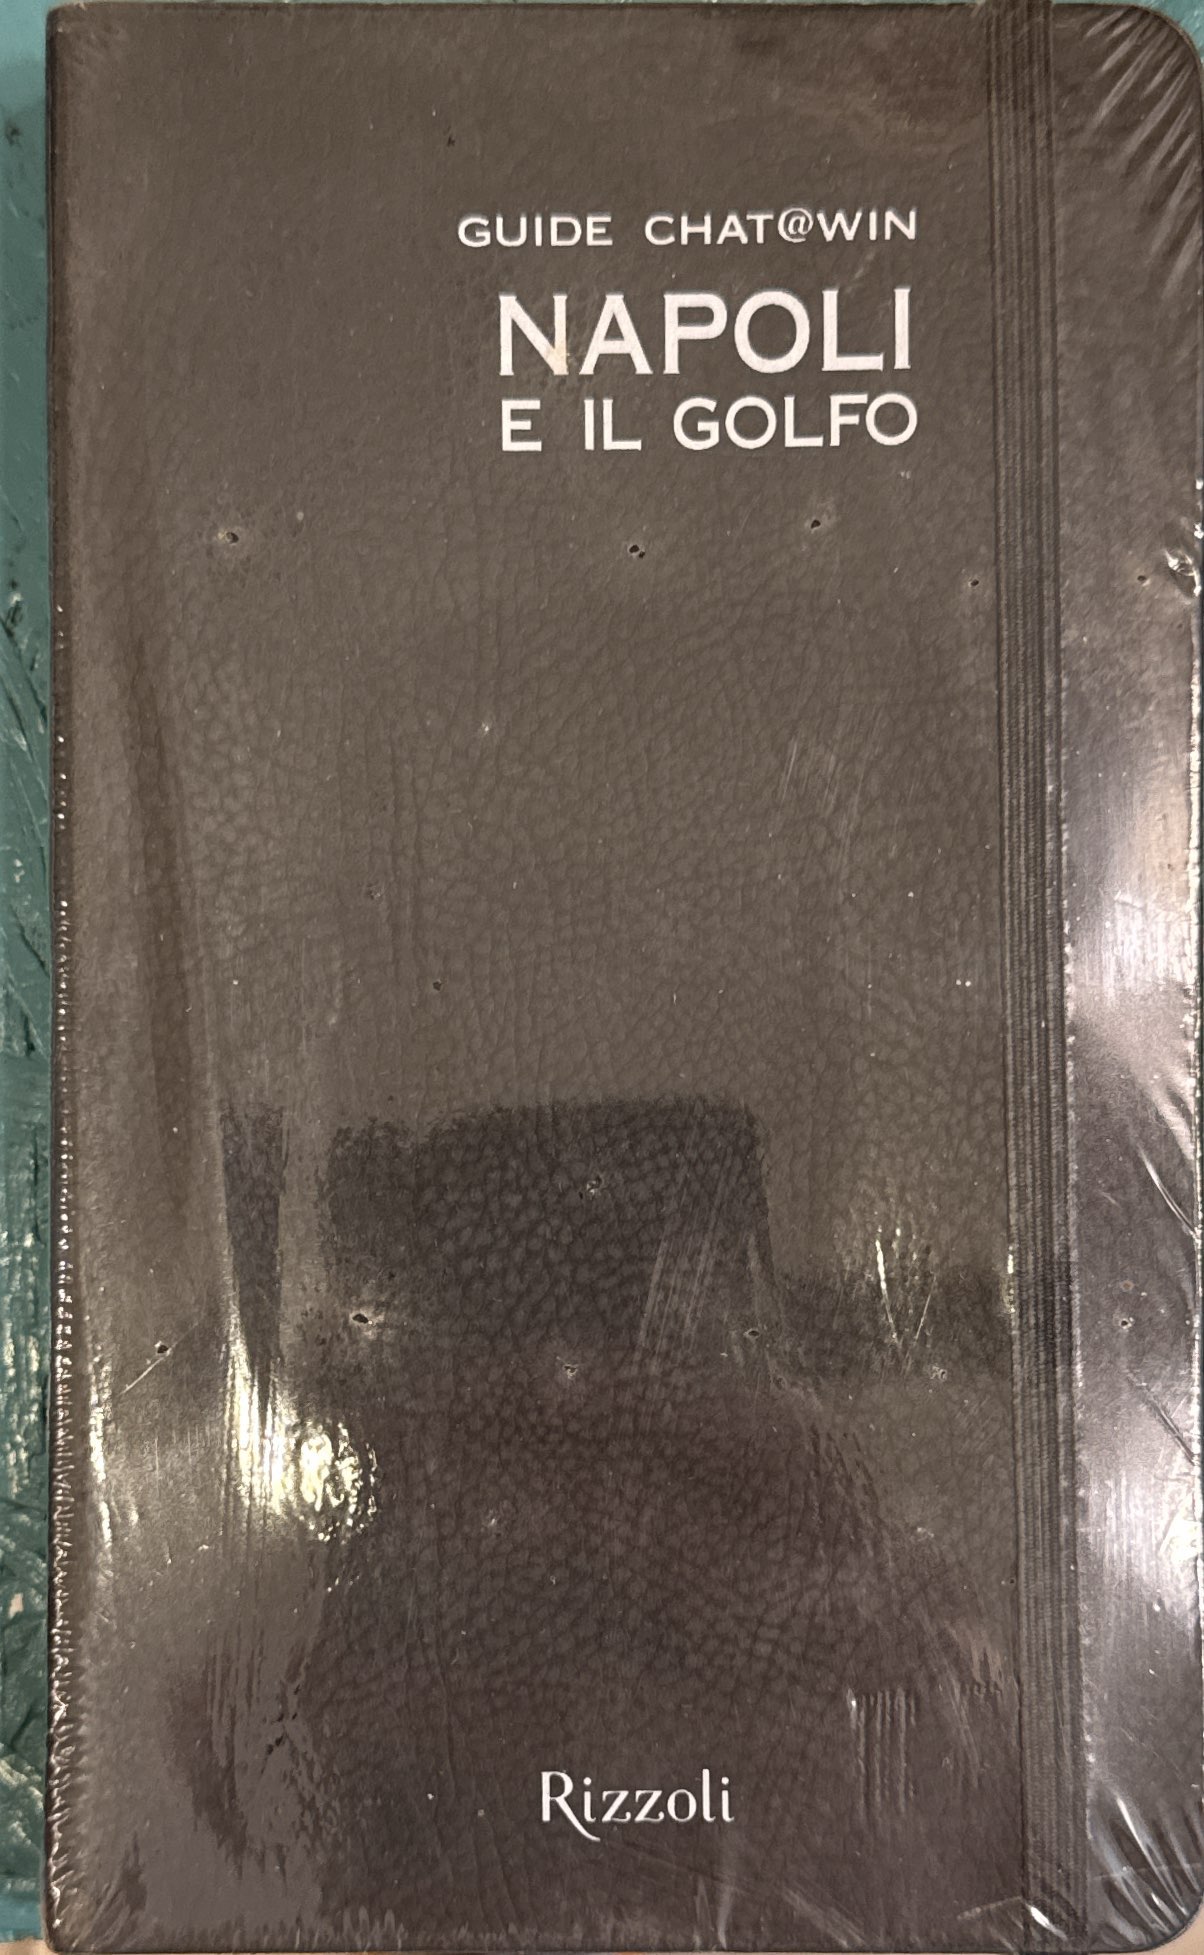 GUIDE CHAT@WIN
NAPOLI
E IL GOLFO
Rizzoli